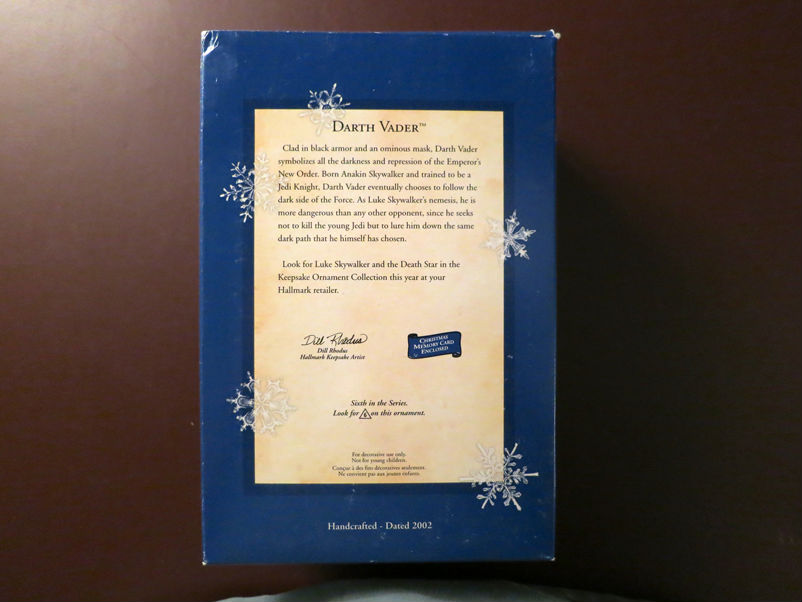 DARTH VADER™
Clad in black armor and an ominous mask, Darth Vader
symbolizes all the darkness and repression of the Emperor's
New Order. Born Anakin Skywalker and trained to be a
Jedi Knight, Darth Vader eventually chooses to follow the
dark side of the Force. As Luke Skywalker's nemesis, he is
more dangerous than any other opponent, since he seeks
not to kill the young Jedi but to lure him down the same
dark path that he himself has chosen.
Look for Luke Skywalker and the Death Star in the
Keepsake Ornament Collection this year at your
Hallmark retailer.
Dill Rhodus
Dill Rhodus
Hallmark Keepsake Artist
CHRISTMAS
MEMORY CARD
ENCLOSED
Sixth in the Series.
Look for 6 on this ornament.
For decorative use only.
Not for young children.
Conçue à des fins décoratives seulement.
Ne convient pas aux jeunes enfants.
Handcrafted - Dated 2002